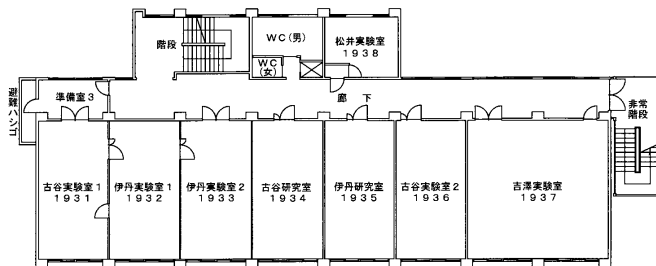 階段
WC(男)
WC
(女)
松井実験室
1938
避難ハシゴ
準備室3
廊下
非常
階段
古谷実験室1
1931
伊丹実験室1
1932
伊丹実験室2
1933
古谷研究室
1934
伊丹研究室
1935
古谷実験室2
1936
吉澤実験室
1937